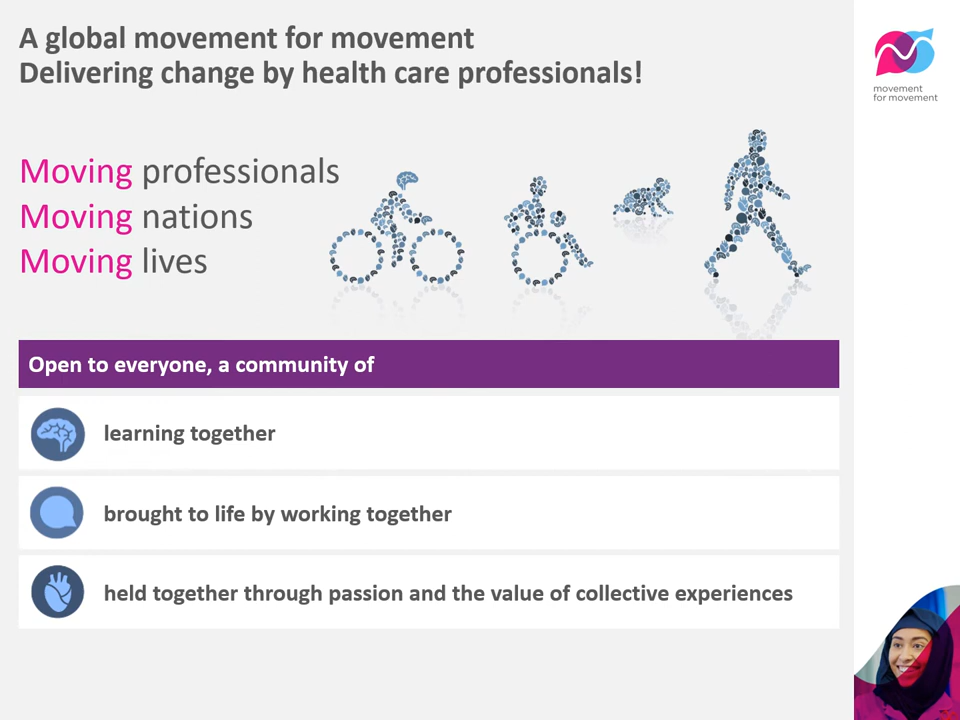 A global movement for movement
Delivering change by health care professionals!
movement
for movement
Moving professionals
Moving nations
Moving lives
Open to everyone, a community of
learning together
brought to life by working together
held together through passion and the value of collective experiences